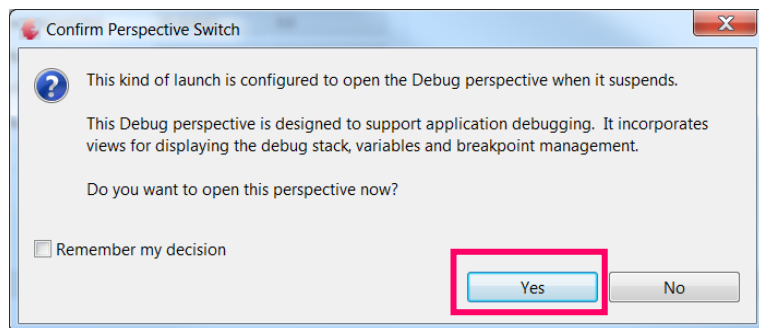 Confirm Perspective Switch
This kind of launch is configured to open the Debug perspective when it suspends.
This Debug perspective is designed to support application debugging. It incorporates
views for displaying the debug stack, variables and breakpoint management.
Do you want to open this perspective now?
Remember my decision
Yes No